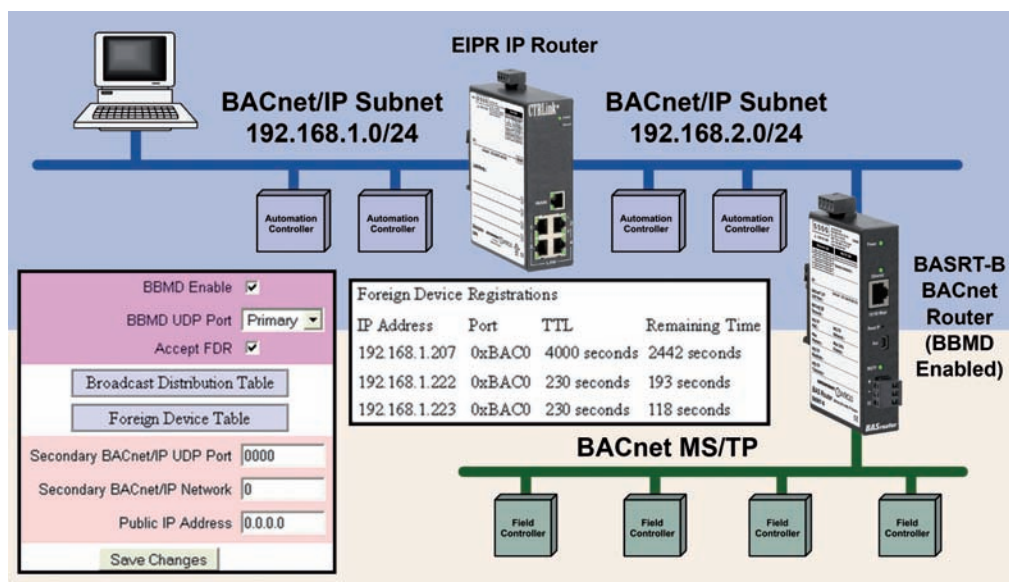 EIPR IP Router
BACnet/IP Subnet
192.168.1.0/24
BACnet/IP Subnet
192.168.2.0/24
CTRLink
Automation
Controller
Automation
Controller
Automation
Controller
Automation
Controller
BASRT-B
BACnet
Router
(BBMD
Enabled)
BBMD Enable
BBMD UDP Port Primary
Accept FDR
Broadcast Distribution Table
Foreign Device Table
Secondary BACnet/IP UDP Port 0000
Secondary BACnet/IP Network 0
Public IP Address 0.0.0.0
Save Changes
Foreign Device Registrations
IP Address Port TTL Remaining Time
192.168.1.207 0xBAC0 4000 seconds 2442 seconds
192.168.1.222 0xBAC0 230 seconds 193 seconds
192.168.1.223 0xBAC0 230 seconds 118 seconds
BASrouter
BACnet MS/TP
Field
Controller
Field
Controller
Field
Controller
Field
Controller